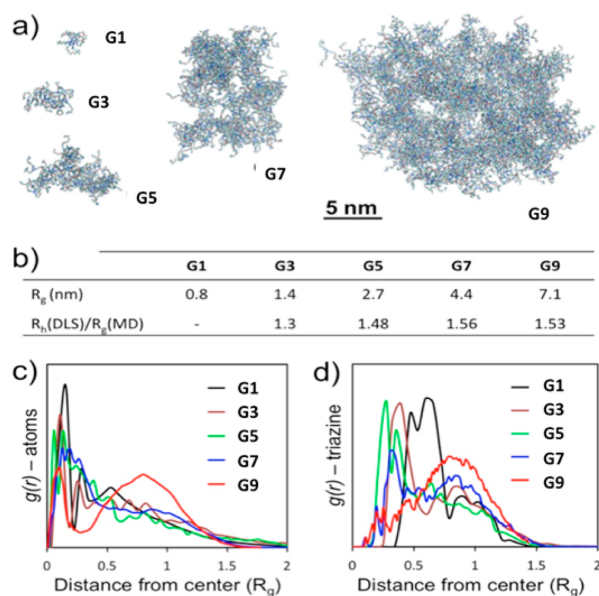 a)
G1
G3
G5
G7
G9
5 nm
b)
G1 G3 G5 G7 G9
Rg (nm) 0.8 1.4 2.7 4.4 7.1
Rh(DLS)/Rg(MD) - 1.3 1.48 1.56 1.53
c)
g(r) – atoms
G1
G3
G5
G7
G9
0 0.5 1 1.5 2
Distance from center (Rg)
d)
g(r) – triazine
G1
G3
G5
G7
G9
0 0.5 1 1.5 2
Distance from center (Rg)